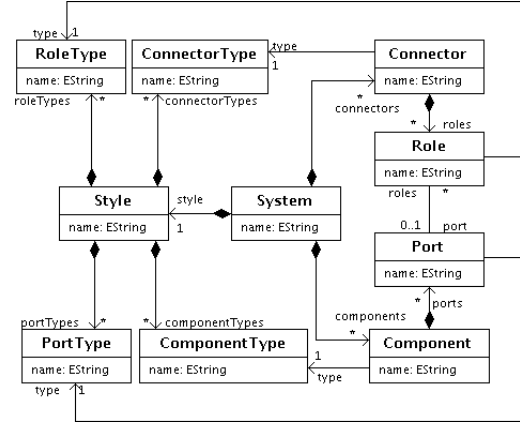 type 1
RoleType
name: EString
roleTypes *
ConnectorType
name: EString
* connectorTypes
type
1
Connector
name: EString
*
connectors
* roles
Role
name: EString
roles *
0..1 port
Port
name: EString
* ports
Style
name: EString
style
1
System
name: EString
portTypes *
PortType
name: EString
type 1
* componentTypes
ComponentType
name: EString
1
type
components
*
Component
name: EString